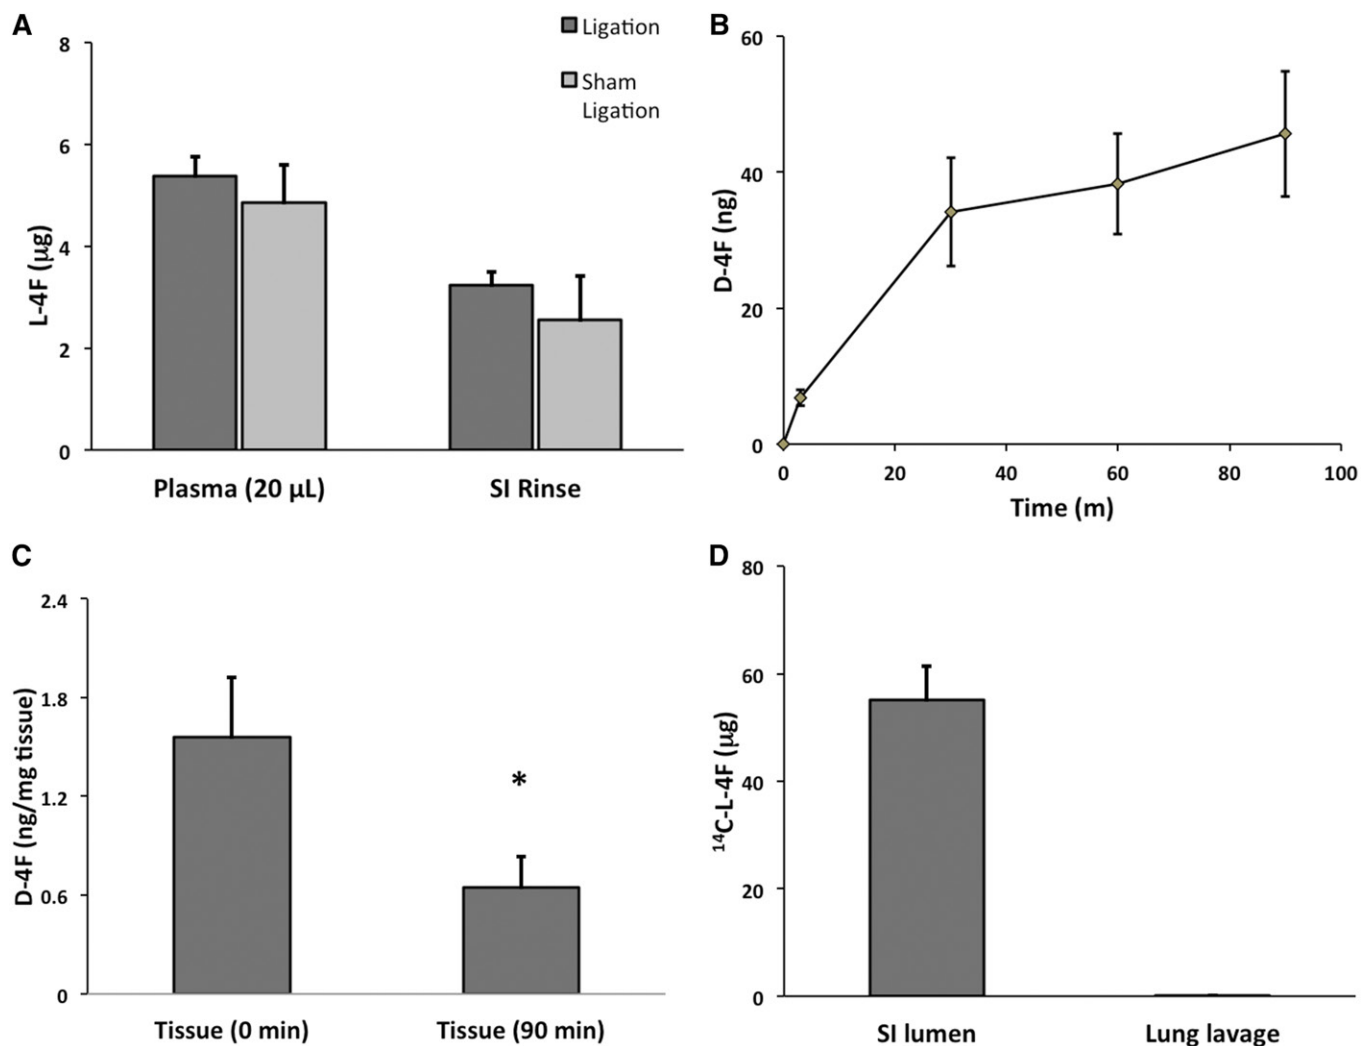 A
Ligation
Sham
Ligation
8
6
4
2
0
L-4F (µg)
Plasma (20 µL)
SI Rinse
B
60
40
20
0
D-4F (ng)
0 20 40 60 80 100
Time (m)
C
2.4
1.8
1.2
0.6
0
D-4F (ng/mg tissue)
*
Tissue (0 min)
Tissue (90 min)
D
80
60
40
20
0
¹⁴C-L-4F (µg)
SI lumen
Lung lavage